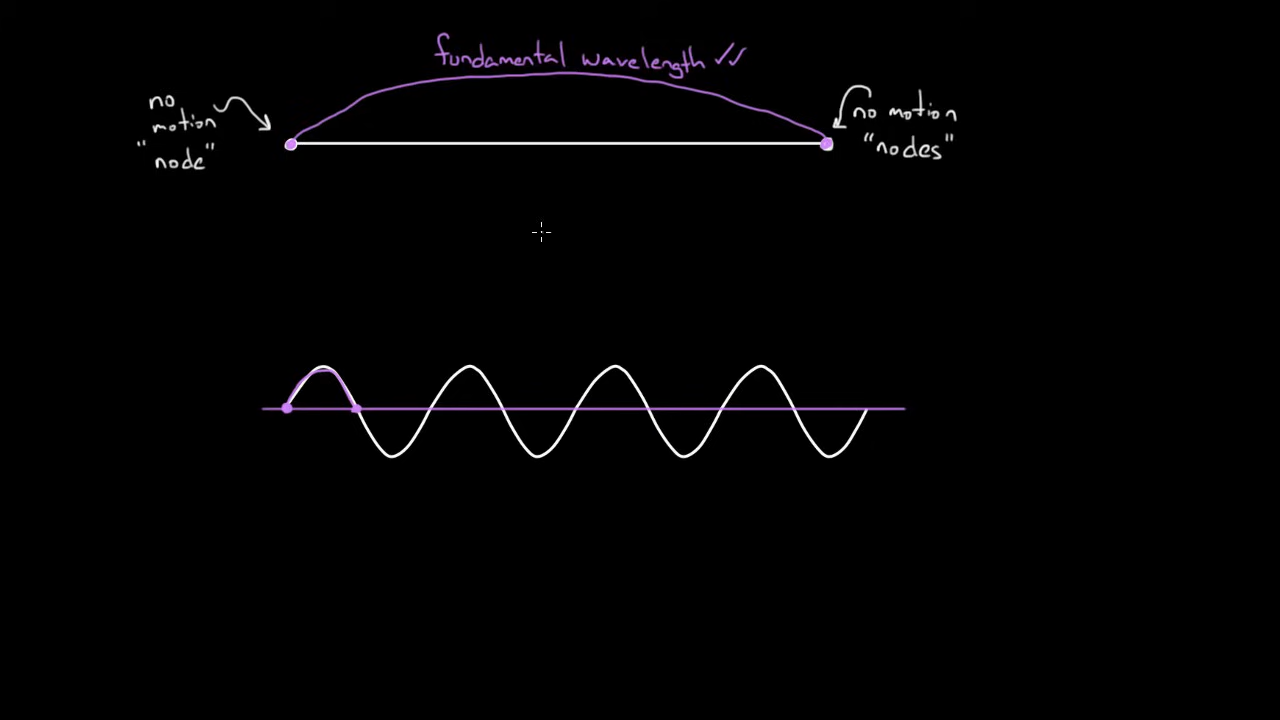 fundamental wavelength ✓✓
no
motion
"node"
no motion
"nodes"